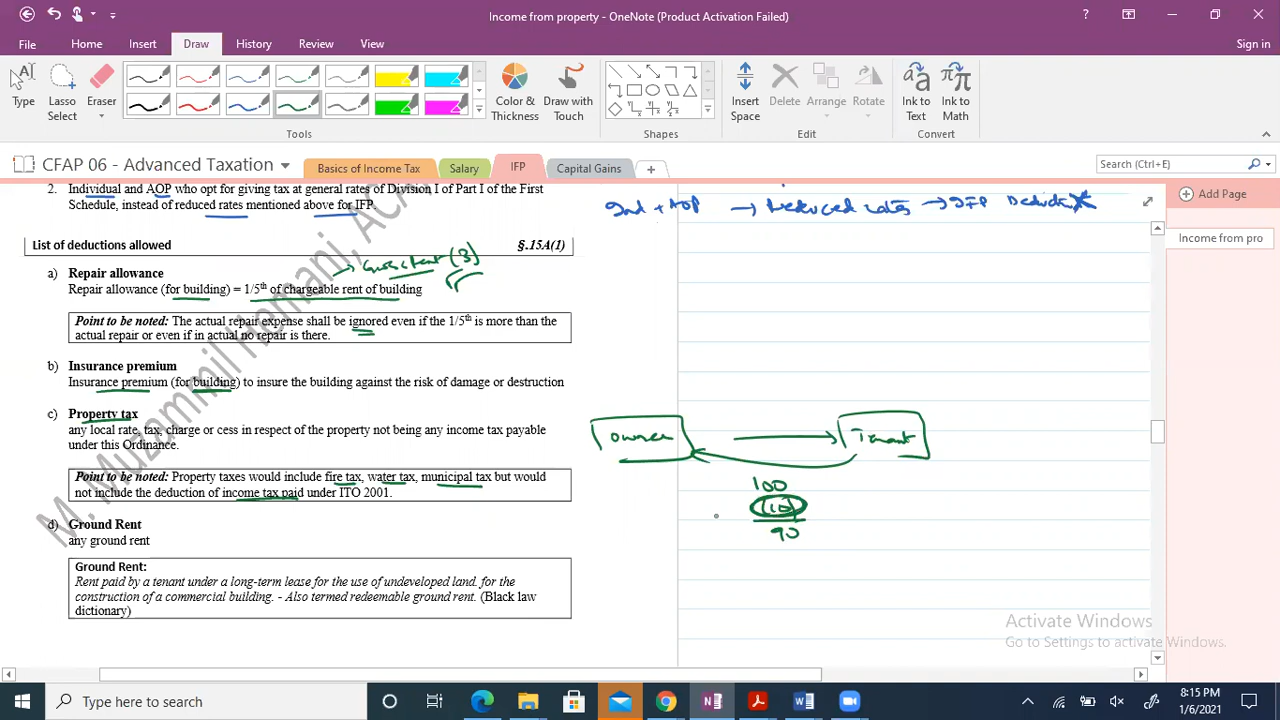 Income from property - OneNote (Product Activation Failed)
Sign in
File Home Insert Draw History Review View
Type Lasso Select Eraser Color & Thickness Draw with Touch Insert Space Delete Arrange Rotate Ink to Text Ink to Math
Tools Shapes Edit Convert
CFAP 06 - Advanced Taxation Basics of Income Tax Salary IFP Capital Gains Search (Ctrl+E)
Add Page
Income from pro
2. Individual and AOP who opt for giving tax at general rates of Division I of Part I of the First
Schedule, instead of reduced rates mentioned above for IFP.
Ind + AOP → Reduced rates → IFP
List of deductions allowed §.15A(1)
a) Repair allowance
Repair allowance (for building) = 1/5th of chargeable rent of building
(3)
Point to be noted: The actual repair expense shall be ignored even if the 1/5th is more than the
actual repair or even if in actual no repair is there.
b) Insurance premium
Insurance premium (for building) to insure the building against the risk of damage or destruction
c) Property tax
any local rate, tax, charge or cess in respect of the property not being any income tax payable
under this Ordinance.
Point to be noted: Property taxes would include fire tax, water tax, municipal tax but would
not include the deduction of income tax paid under ITO 2001.
d) Ground Rent
any ground rent
Ground Rent:
Rent paid by a tenant under a long-term lease for the use of undeveloped land. for the
construction of a commercial building. - Also termed redeemable ground rent. (Black law
dictionary)
owner → Tenant
100
(10)
90
Activate Windows
Go to Settings to activate Windows.
Type here to search
8:15 PM
1/6/2021